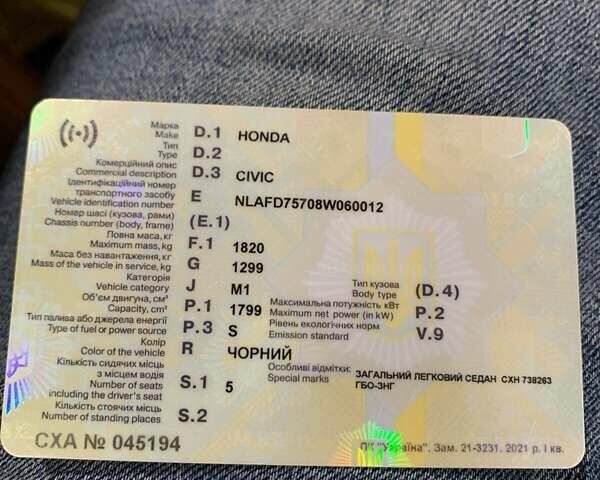 Марка
Make D.1 HONDA
Тип
Type D.2
Комерційний опис
Commercial description D.3 CIVIC
Ідентифікаційний номер
транспортного засобу
Vehicle identification number E NLAFD75708W060012
Номер шасі (кузова, рами)
Chassis number (body, frame) (E.1)
Повна маса, кг
Maximum mass, kg F.1 1820
Маса без навантаження, кг
Mass of the vehicle in service, kg G 1299
Категорія
Vehicle category J M1
Тип кузова
Body type (D.4)
Об'єм двигуна, см³
Capacity, cm³ P.1 1799
Максимальна потужність кВт
Maximum net power (in kW) P.2
Тип палива або джерела енергії
Type of fuel or power source P.3 S
Рівень екологічних норм
Emission standard V.9
Колір
Color of the vehicle R ЧОРНИЙ
Кількість сидячих місць
з місцем водія
Number of seats S.1 5
including the driver's seat
Особливі відмітки:
Special marks ЗАГАЛЬНИЙ ЛЕГКОВИЙ СЕДАН СХН 738263
ГБО-ЗНГ
Кількість стоячих місць
Number of standing places S.2
СХА № 045194
ПК "Україна". Зам. 21-3231. 2021 р. І кв.